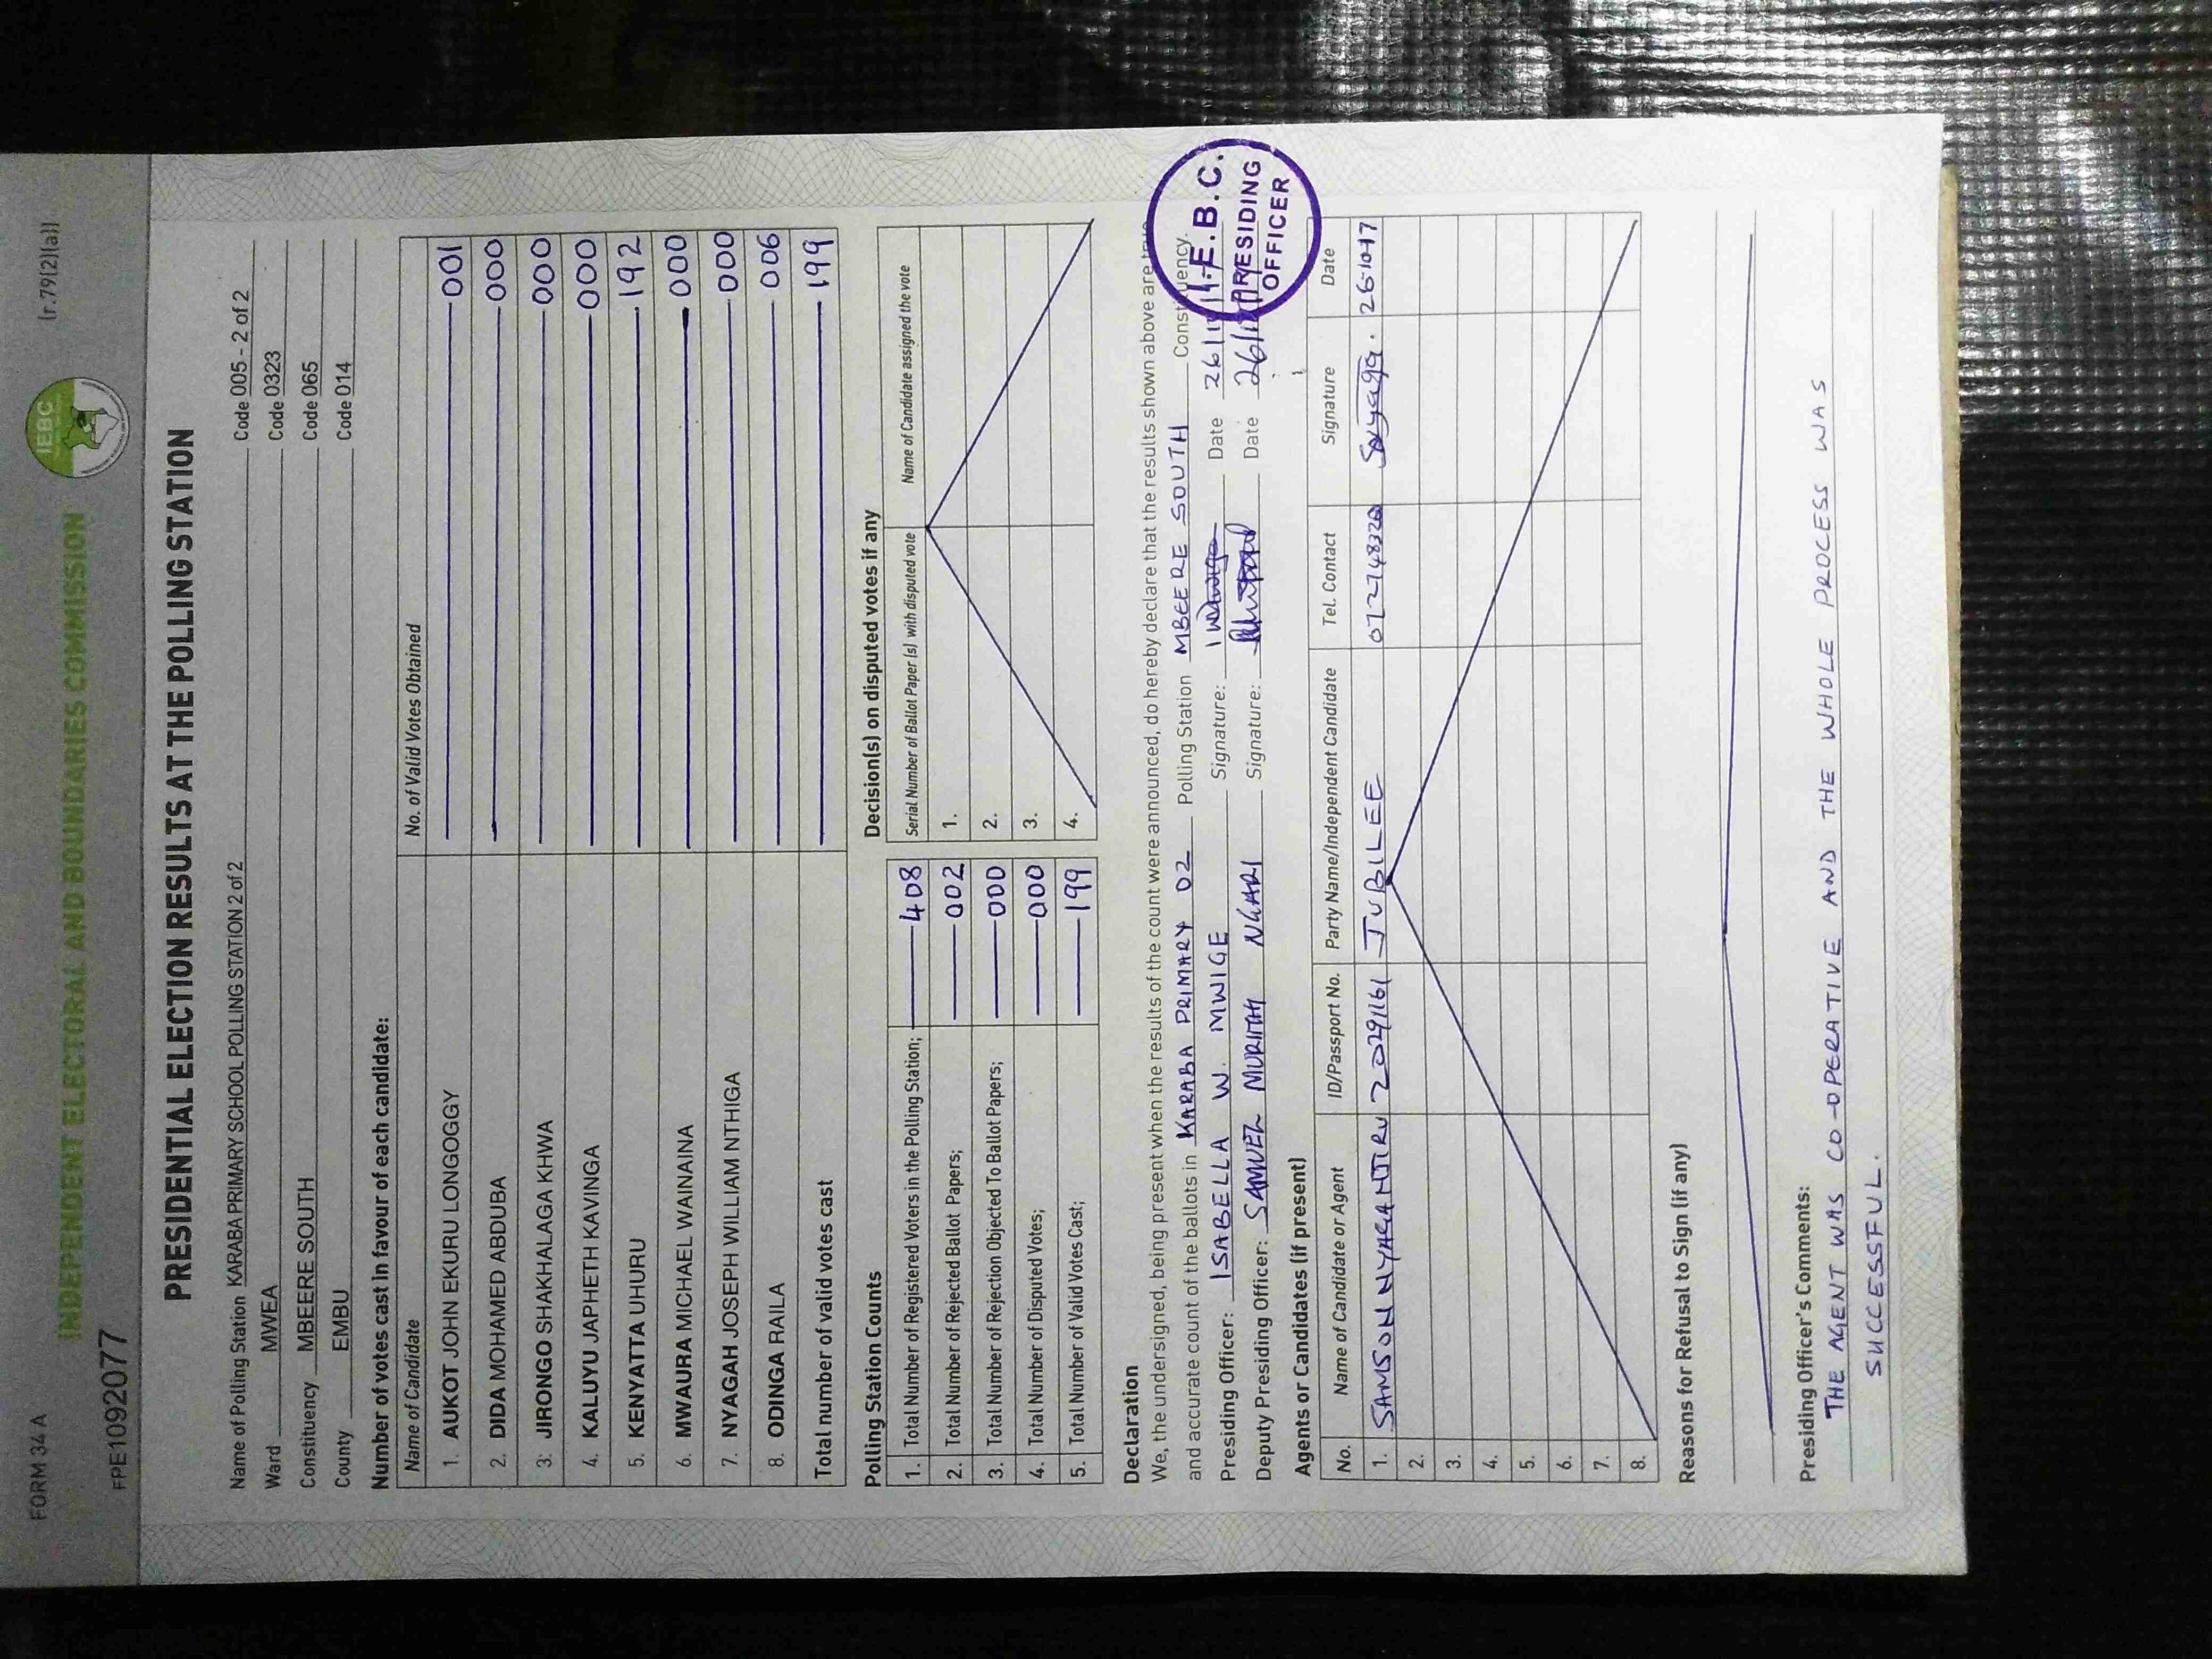 FORM 34 A
(r.79(2)(a))
IEBC
INDEPENDENT ELECTORAL AND BOUNDARIES COMMISSION
FPE1092077
PRESIDENTIAL ELECTION RESULTS AT THE POLLING STATION
Name of Polling Station KARABA PRIMARY SCHOOL POLLING STATION 2 of 2 Code 005 - 2 of 2
Ward MWEA Code 0323
Constituency MBEERE SOUTH Code 065
County EMBU Code 014
Number of votes cast in favour of each candidate:
Name of Candidate No. of Valid Votes Obtained
1. AUKOT JOHN EKURU LONGOGGY 001
2. DIDA MOHAMED ABDUBA 000
3: JIRONGO SHAKHALAGA KHWA 000
4. KALUYU JAPHETH KAVINGA 000
5. KENYATTA UHURU 192
6. MWAURA MICHAEL WAINAINA 000
7. NYAGAH JOSEPH WILLIAM NTHIGA 000
8. ODINGA RAILA 006
Total number of valid votes cast 199
Polling Station Counts
1. Total Number of Registered Voters in the Polling Station; 408
2. Total Number of Rejected Ballot Papers; 002
3. Total Number of Rejection Objected To Ballot Papers; 000
4. Total Number of Disputed Votes; 000
5. Total Number of Valid Votes Cast; 199
Decision(s) on disputed votes if any
Serial Number of Ballot Paper (s) with disputed vote Name of Candidate assigned the vote
1.
2.
3.
4.
Declaration
We, the undersigned, being present when the results of the count were announced, do hereby declare that the results shown above are true
and accurate count of the ballots in KARABA PRIMARY 02 Polling Station MBEERE SOUTH Constituency.
Presiding Officer: ISABELLA W. MWIGE Signature: Date
Deputy Presiding Officer: SAMUEL MURITHI NGARI Signature: Date
I.E.B.C.
PRESIDING
OFFICER
Agents or Candidates (if present)
No. Name of Candidate or Agent ID/Passport No. Party Name/Independent Candidate Tel. Contact Signature Date
1. SAMSON NYAGA NJIRU 20291161 JUBILEE
2.
3.
4.
5.
6.
7.
8.
Reasons for Refusal to Sign (if any)
Presiding Officer's Comments:
THE AGENT WAS CO-OPERATIVE AND THE WHOLE PROCESS WAS
SUCCESSFUL.